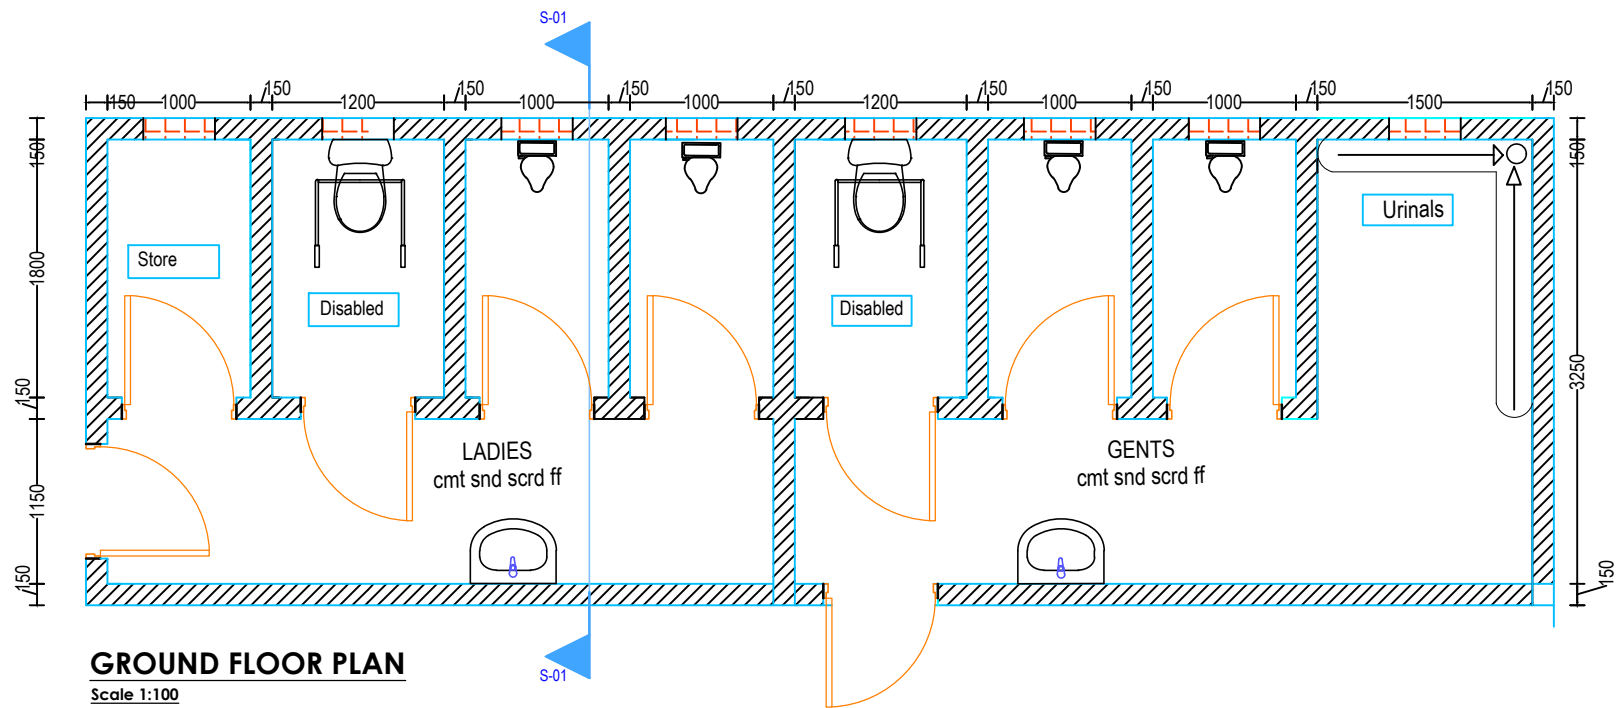 S-01
150 1000 150 1200 150 1000 150 1000 150 1200 150 1000 150 1000 150 1500 150
150
1800
150
1150
150
150
3250
150
Urinals
Store
Disabled
Disabled
LADIES
cmt snd scrd ff
GENTS
cmt snd scrd ff
S-01
GROUND FLOOR PLAN
Scale 1:100